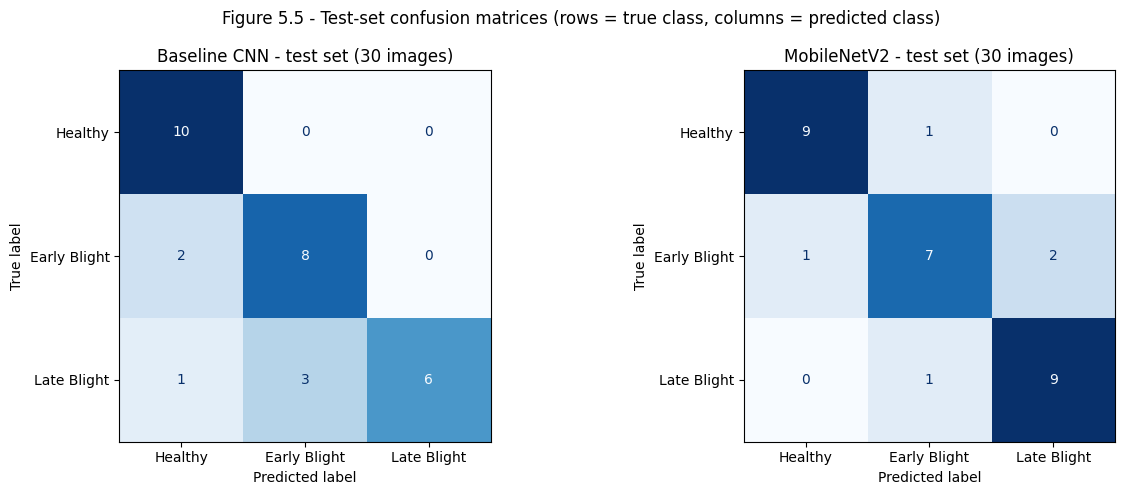 Figure 5.5 - Test-set confusion matrices (rows = true class, columns = predicted class)
Baseline CNN - test set (30 images)
True label
Healthy 10 0 0
Early Blight 2 8 0
Late Blight 1 3 6
Healthy Early Blight Late Blight
Predicted label
MobileNetV2 - test set (30 images)
True label
Healthy 9 1 0
Early Blight 1 7 2
Late Blight 0 1 9
Healthy Early Blight Late Blight
Predicted label